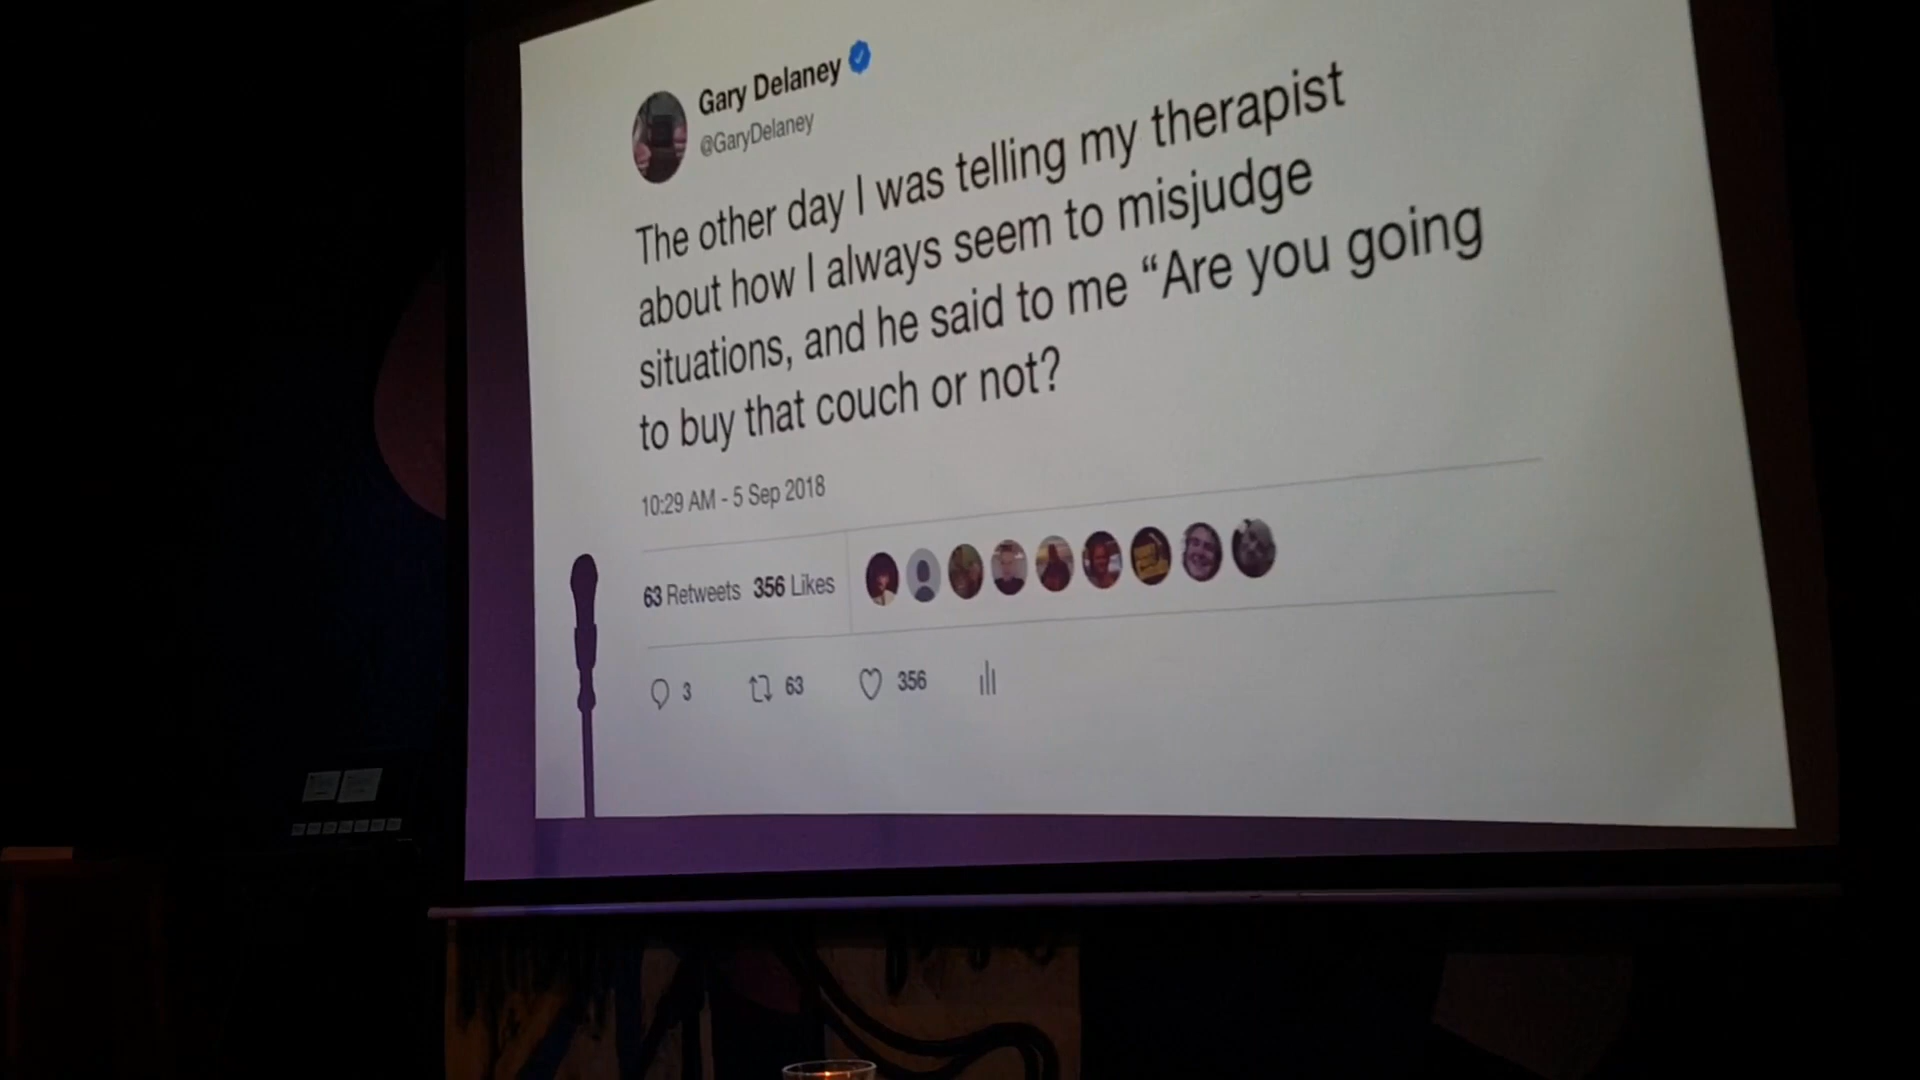 Gary Delaney
@GaryDelaney
The other day I was telling my therapist
about how I always seem to misjudge
situations, and he said to me “Are you going
to buy that couch or not?
10:29 AM - 5 Sep 2018
63 Retweets 356 Likes
3 63 356